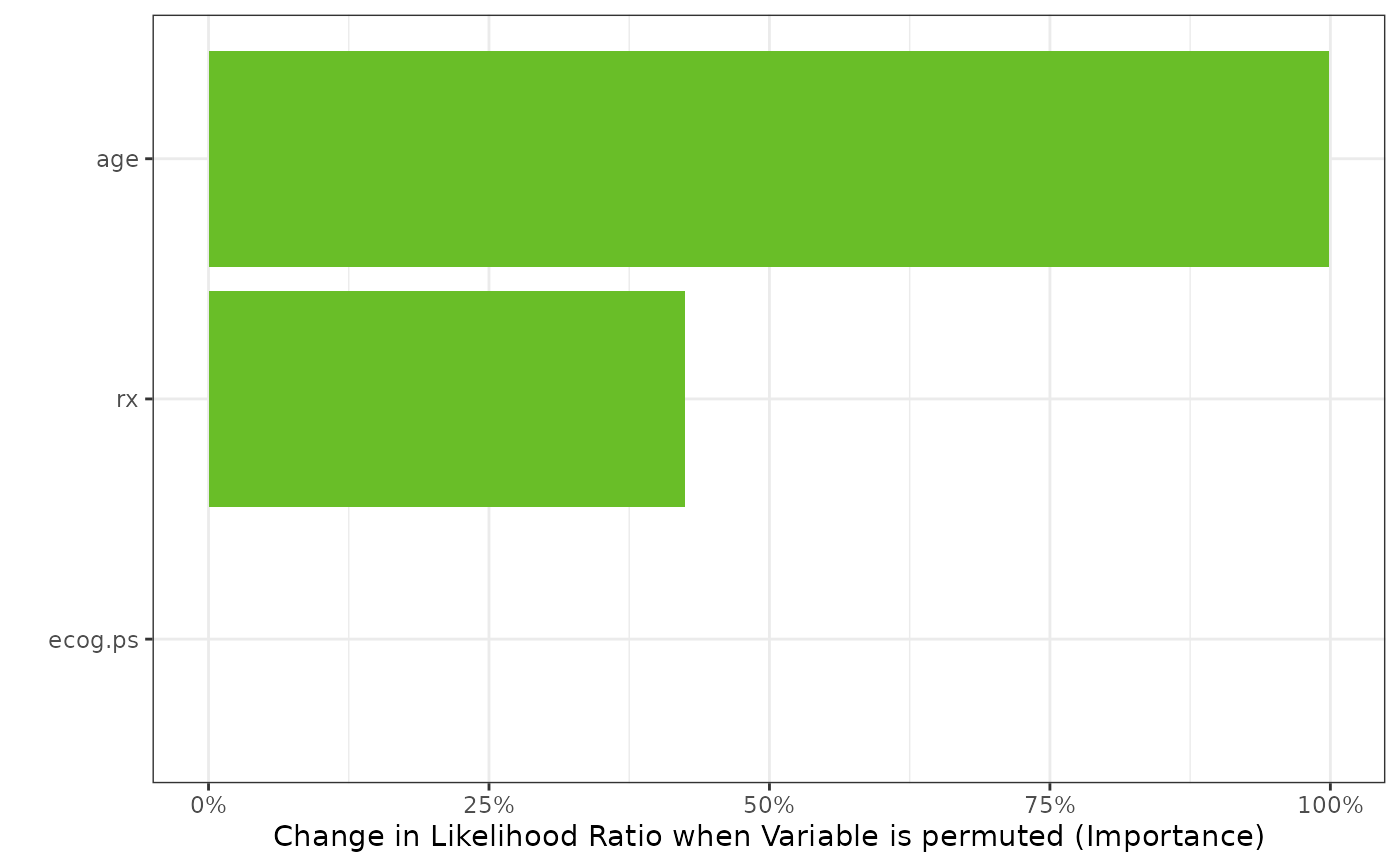 age
rx
ecog.ps
0% 25% 50% 75% 100%
Change in Likelihood Ratio when Variable is permuted (Importance)